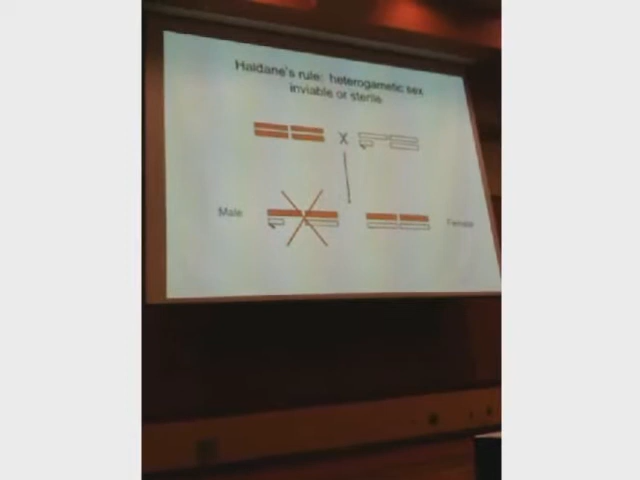 Haldane's rule: heterogametic sex
inviable or sterile
X
Male
Female